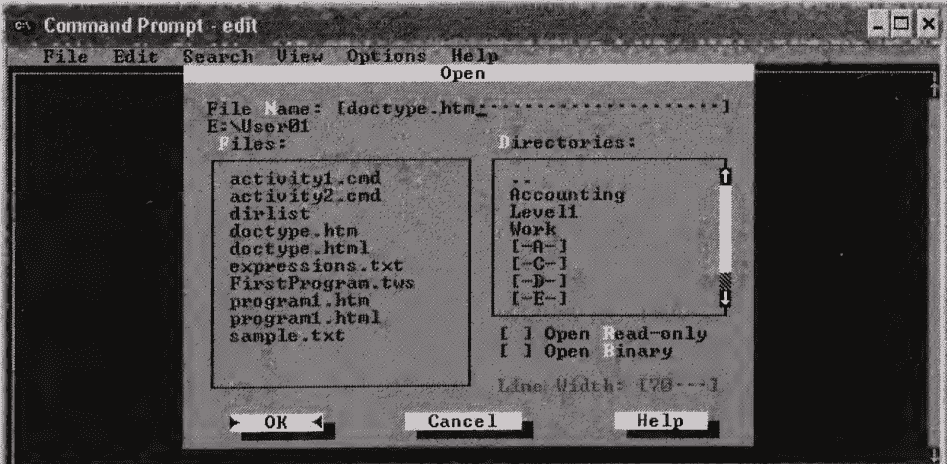 Command Prompt - edit
File Edit Search View Options Help
Open
File Name: [doctype.htm_·····················]
E:\User01
Files:
Directories:
activity1.cmd
activity2.cmd
dirlist
doctype.htm
doctype.html
expressions.txt
FirstProgram.tws
program1.htm
program1.html
sample.txt
..
Accounting
Level1
Work
[-A-]
[-C-]
[-D-]
[-E-]
[ ] Open Read-only
[ ] Open Binary
Line Width: [70···]
OK
Cancel
Help